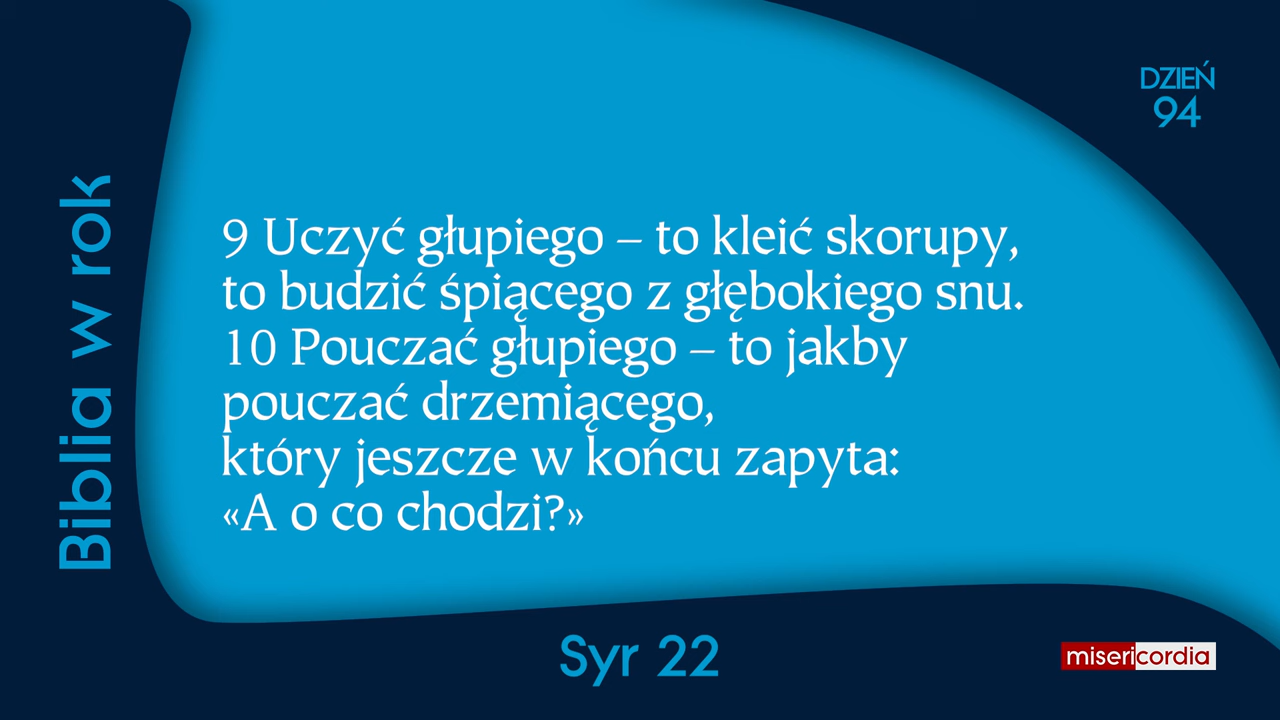 DZIEŃ
94
Biblia w rok
9 Uczyć głupiego – to kleić skorupy,
to budzić śpiącego z głębokiego snu.
10 Pouczać głupiego – to jakby
pouczać drzemiącego,
który jeszcze w końcu zapyta:
«A o co chodzi?»
Syr 22
misericordia